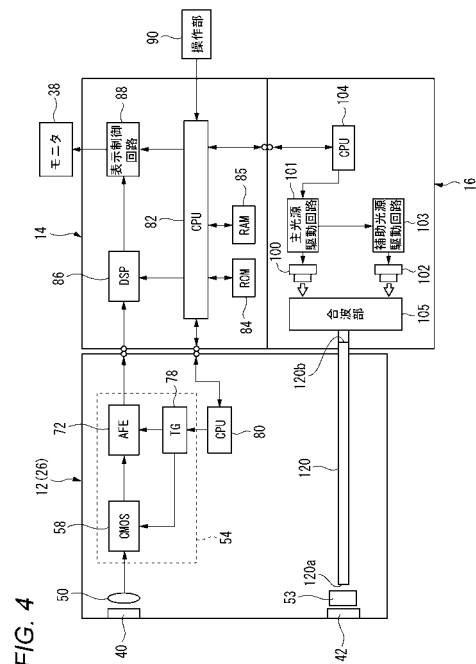 FIG. 4
12(26)
14
16
38
モニタ
90
操作部
88
表示制御
回路
86
DSP
82
CPU
85
RAM
84
ROM
104
CPU
101
主光源
駆動回路
100
補助光源
駆動回路
103
102
合波部
105
72
AFE
78
TG
CPU
80
58
CMOS
54
50
40
120b
120
120a
53
42